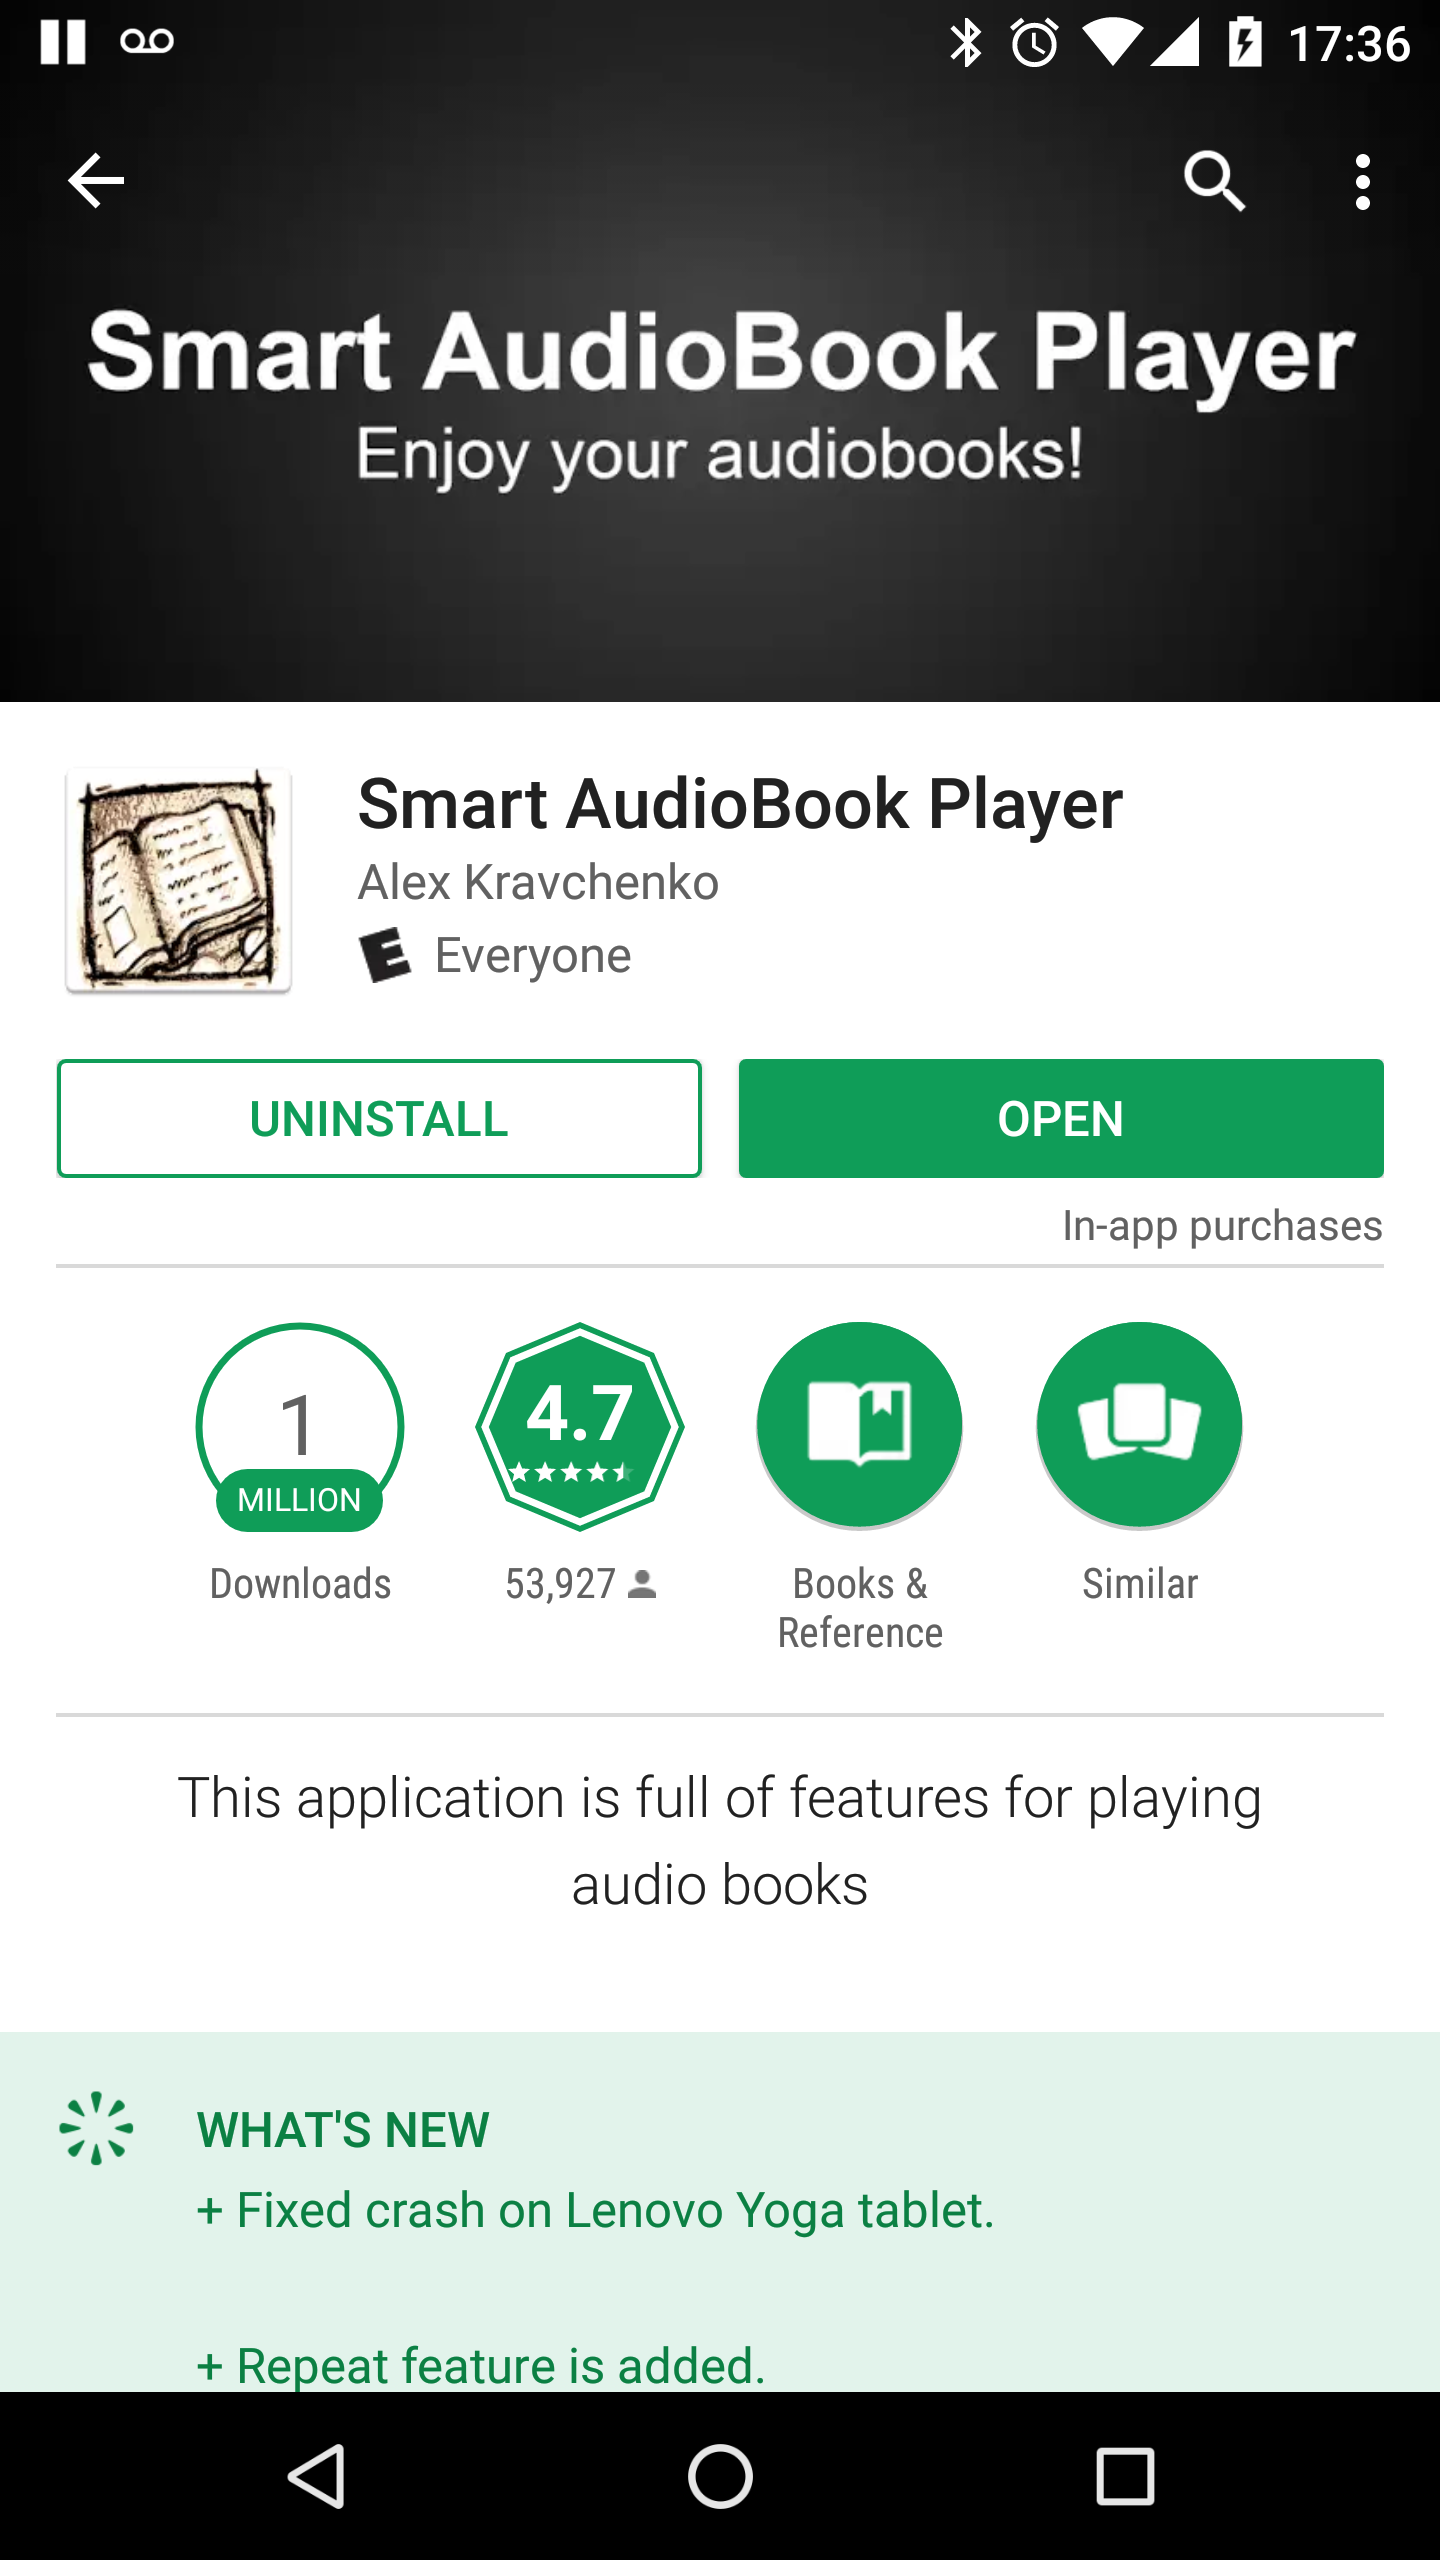 17:36
Smart AudioBook Player
Enjoy your audiobooks!
Smart AudioBook Player
Alex Kravchenko
E Everyone
UNINSTALL
OPEN
In-app purchases
1
MILLION
Downloads
4.7
53,927
Books &
Reference
Similar
This application is full of features for playing
audio books
WHAT'S NEW
+ Fixed crash on Lenovo Yoga tablet.
+ Repeat feature is added.